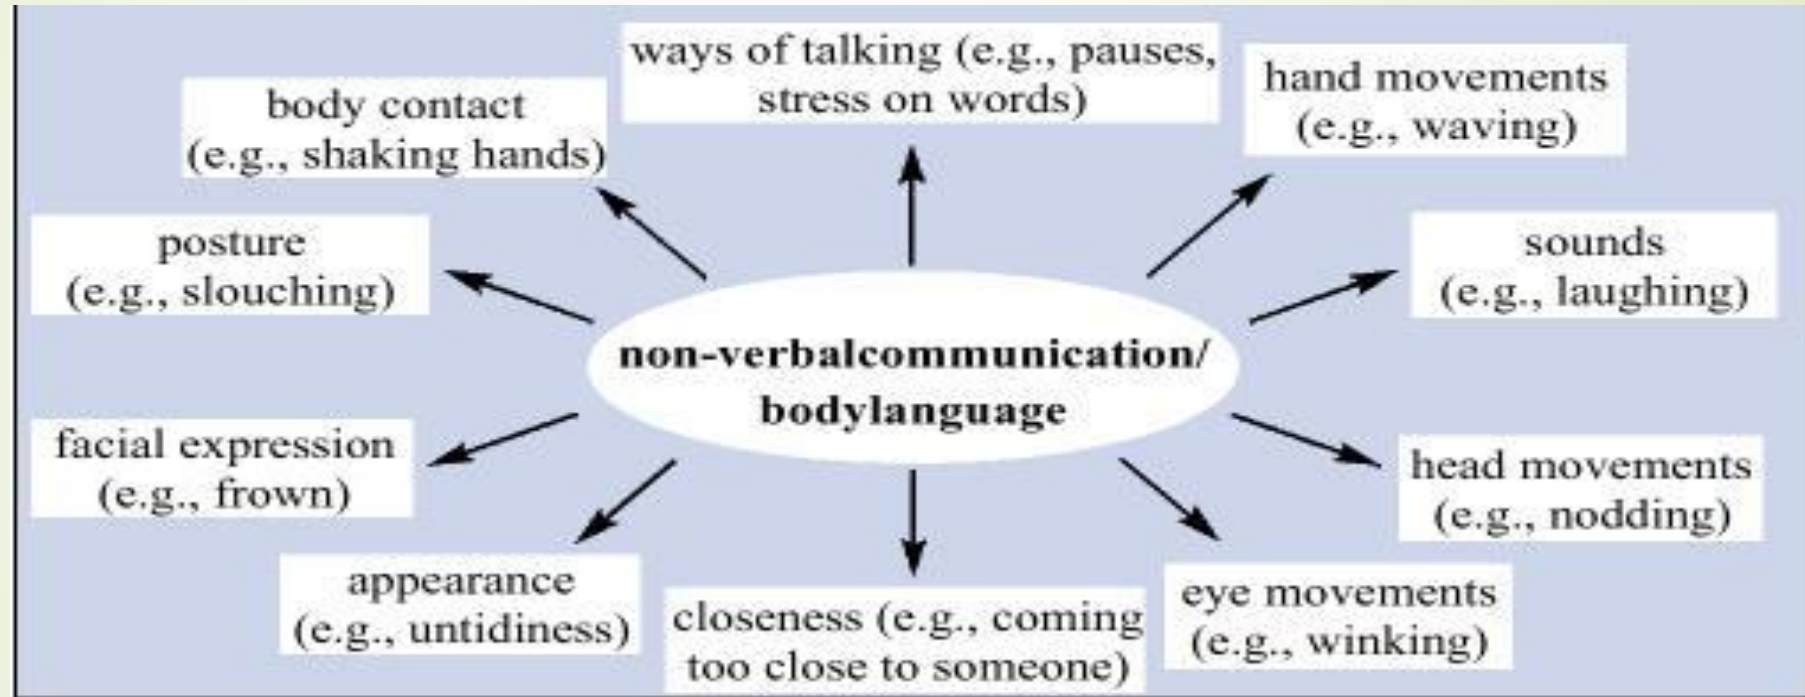 ways of talking (e.g., pauses,
stress on words)
hand movements
(e.g., waving)
body contact
(e.g., shaking hands)
posture
(e.g., slouching)
sounds
(e.g., laughing)
non-verbalcommunication/
bodylanguage
facial expression
(e.g., frown)
head movements
(e.g., nodding)
appearance
(e.g., untidiness)
closeness (e.g., coming
too close to someone)
eye movements
(e.g., winking)